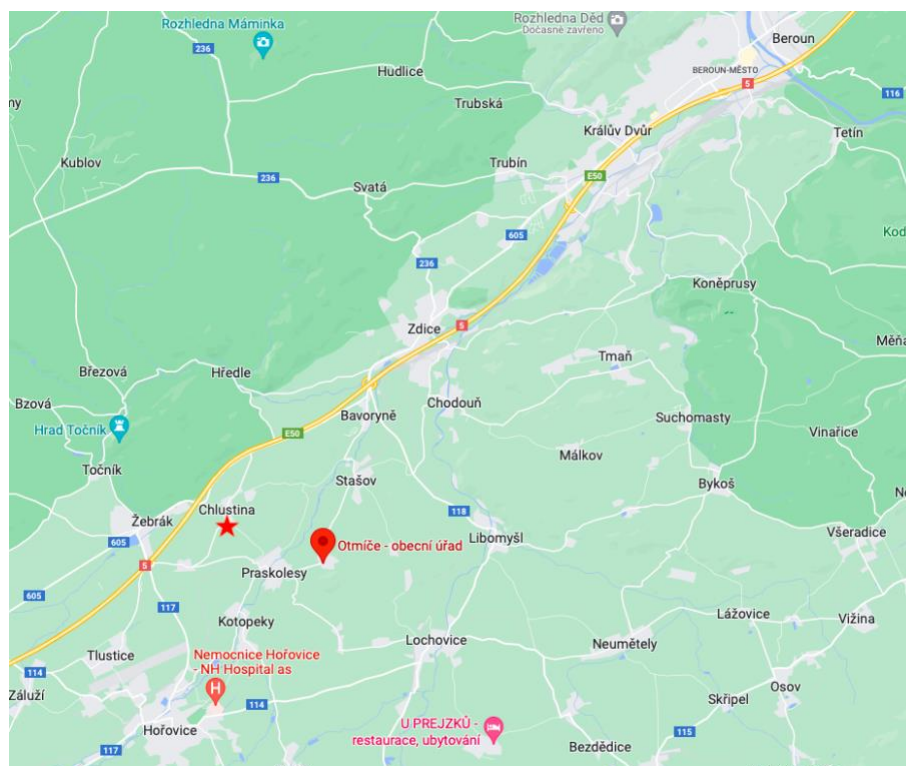 Rozhledna Máminka
Rozhledna Děd
Dočasně zavřeno
Beroun
236
236
Hudlice
BEROUN-MĚSTO
5
116
Trubská
Králův Dvůr
Tetín
Kublov
Trubín
E50
236
Svatá
605
Kod
236
Koněprusy
Zdice
5
Měňa
Tmaň
Březová
Hředle
Bzová
Chodouň
Bavoryně
Suchomasty
Hrad Točník
E50
Vinařice
Málkov
Točník
Stašov
Bykoš
Chlustina
118
Žebrák
Libomyšl
Všeradice
605
Otmíče - obecní úřad
5
Praskolesy
605
117
Kotopeky
Lážovice
Vižina
Lochovice
Neumětely
Tlustice
Nemocnice Hořovice
- NH Hospital as
114
H
Osov
Záluží
Skřipel
114
U PREJZKŮ -
restaurace, ubytování
Hořovice
115
117
Bezdědice